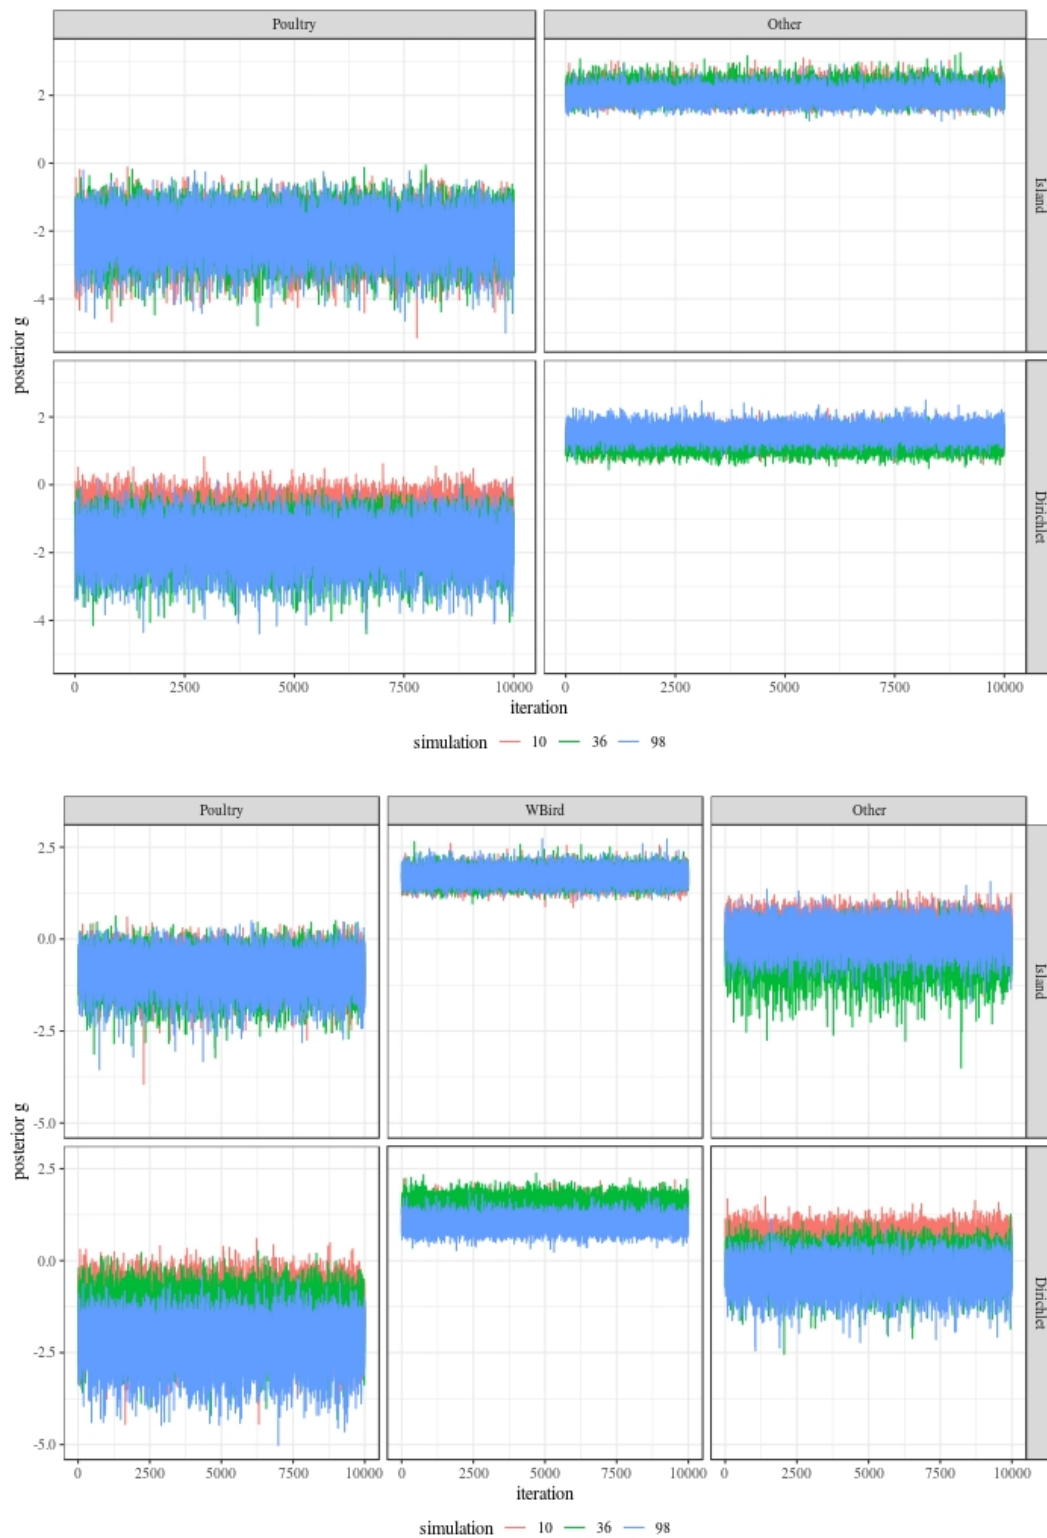 Poultry Other
2
0
-2
-4
Island
2
0
-2
-4
Dirichlet
posterior g
0 2500 5000 7500 10000 0 2500 5000 7500 10000
iteration
simulation 10 36 98
Poultry WBird Other
2.5
0.0
-2.5
-5.0
Island
2.5
0.0
-2.5
-5.0
Dirichlet
posterior g
0 2500 5000 7500 10000 0 2500 5000 7500 10000 0 2500 5000 7500 10000
iteration
simulation 10 36 98